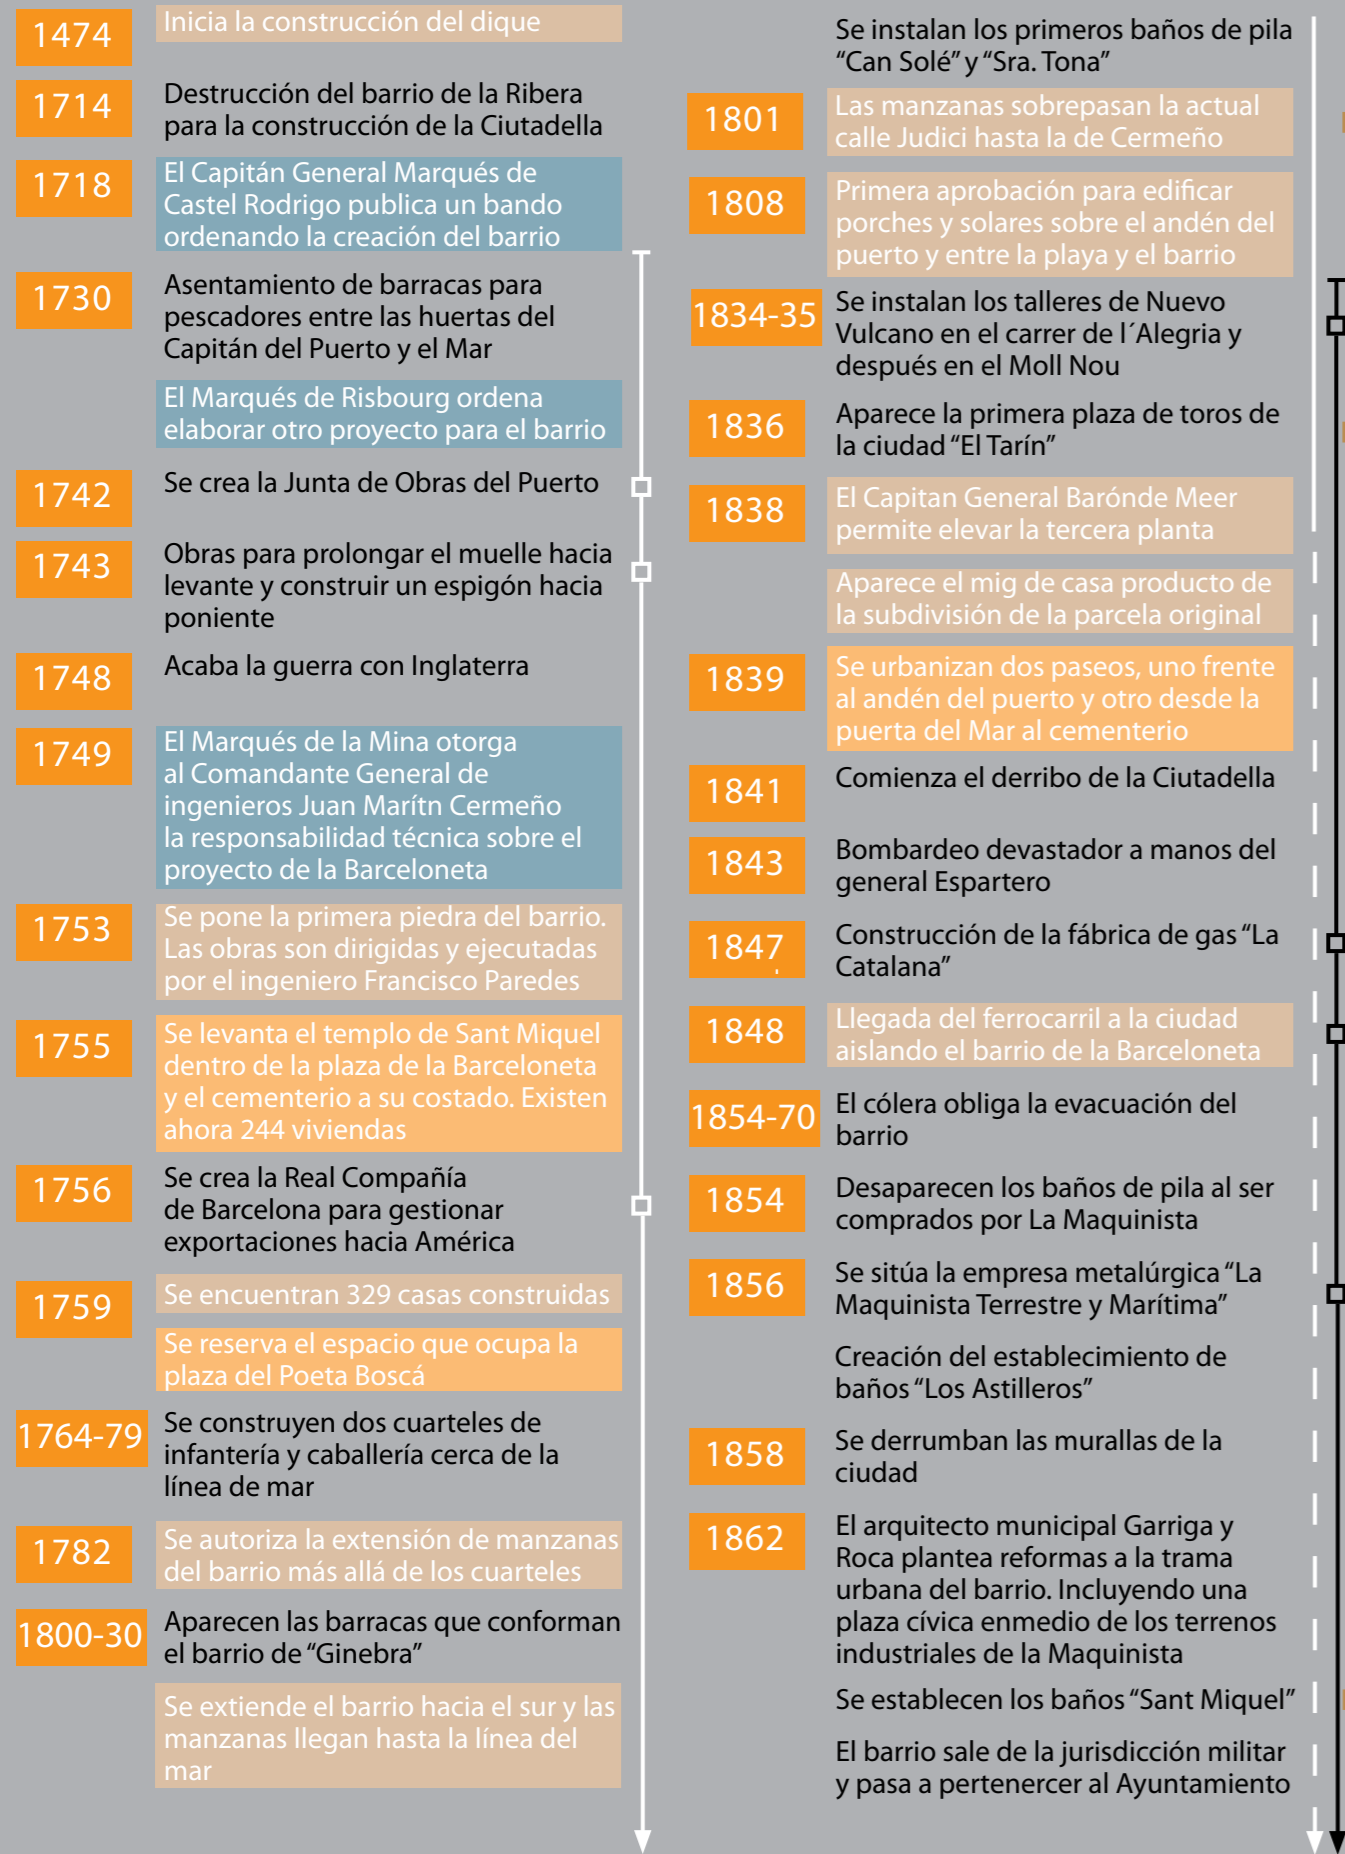 1474
Inicia la construcción del dique
1714
Destrucción del barrio de la Ribera
para la construcción de la Ciutadella
1718
El Capitán General Marqués de
Castel Rodrigo publica un bando
ordenando la creación del barrio
1730
Asentamiento de barracas para
pescadores entre las huertas del
Capitán del Puerto y el Mar
El Marqués de Risbourg ordena
elaborar otro proyecto para el barrio
1742
Se crea la Junta de Obras del Puerto
1743
Obras para prolongar el muelle hacia
levante y construir un espigón hacia
poniente
1748
Acaba la guerra con Inglaterra
1749
El Marqués de la Mina otorga
al Comandante General de
ingenieros Juan Marítn Cermeño
la responsabilidad técnica sobre el
proyecto de la Barceloneta
1753
Se pone la primera piedra del barrio.
Las obras son dirigidas y ejecutadas
por el ingeniero Francisco Paredes
1755
Se levanta el templo de Sant Miquel
dentro de la plaza de la Barceloneta
y el cementerio a su costado. Existen
ahora 244 viviendas
1756
Se crea la Real Compañía
de Barcelona para gestionar
exportaciones hacia América
1759
Se encuentran 329 casas construidas
Se reserva el espacio que ocupa la
plaza del Poeta Boscá
1764-79
Se construyen dos cuarteles de
infantería y caballería cerca de la
línea de mar
1782
Se autoriza la extensión de manzanas
del barrio más allá de los cuarteles
1800-30
Aparecen las barracas que conforman
el barrio de “Ginebra”
Se extiende el barrio hacia el sur y las
manzanas llegan hasta la línea del
mar
Se instalan los primeros baños de pila
“Can Solé” y “Sra. Tona”
1801
Las manzanas sobrepasan la actual
calle Judici hasta la de Cermeño
1808
Primera aprobación para edificar
porches y solares sobre el andén del
puerto y entre la playa y el barrio
1834-35
Se instalan los talleres de Nuevo
Vulcano en el carrer de l´Alegria y
después en el Moll Nou
1836
Aparece la primera plaza de toros de
la ciudad “El Tarín”
1838
El Capitan General Barónde Meer
permite elevar la tercera planta
Aparece el mig de casa producto de
la subdivisión de la parcela original
1839
Se urbanizan dos paseos, uno frente
al andén del puerto y otro desde la
puerta del Mar al cementerio
1841
Comienza el derribo de la Ciutadella
1843
Bombardeo devastador a manos del
general Espartero
1847
Construcción de la fábrica de gas “La
Catalana”
1848
Llegada del ferrocarril a la ciudad
aislando el barrio de la Barceloneta
1854-70
El cólera obliga la evacuación del
barrio
1854
Desaparecen los baños de pila al ser
comprados por La Maquinista
1856
Se sitúa la empresa metalúrgica “La
Maquinista Terrestre y Marítima”
Creación del establecimiento de
baños “Los Astilleros”
1858
Se derrumban las murallas de la
ciudad
1862
El arquitecto municipal Garriga y
Roca plantea reformas a la trama
urbana del barrio. Incluyendo una
plaza cívica enmedio de los terrenos
industriales de la Maquinista
Se establecen los baños “Sant Miquel”
El barrio sale de la jurisdicción militar
y pasa a pertenercer al Ayuntamiento